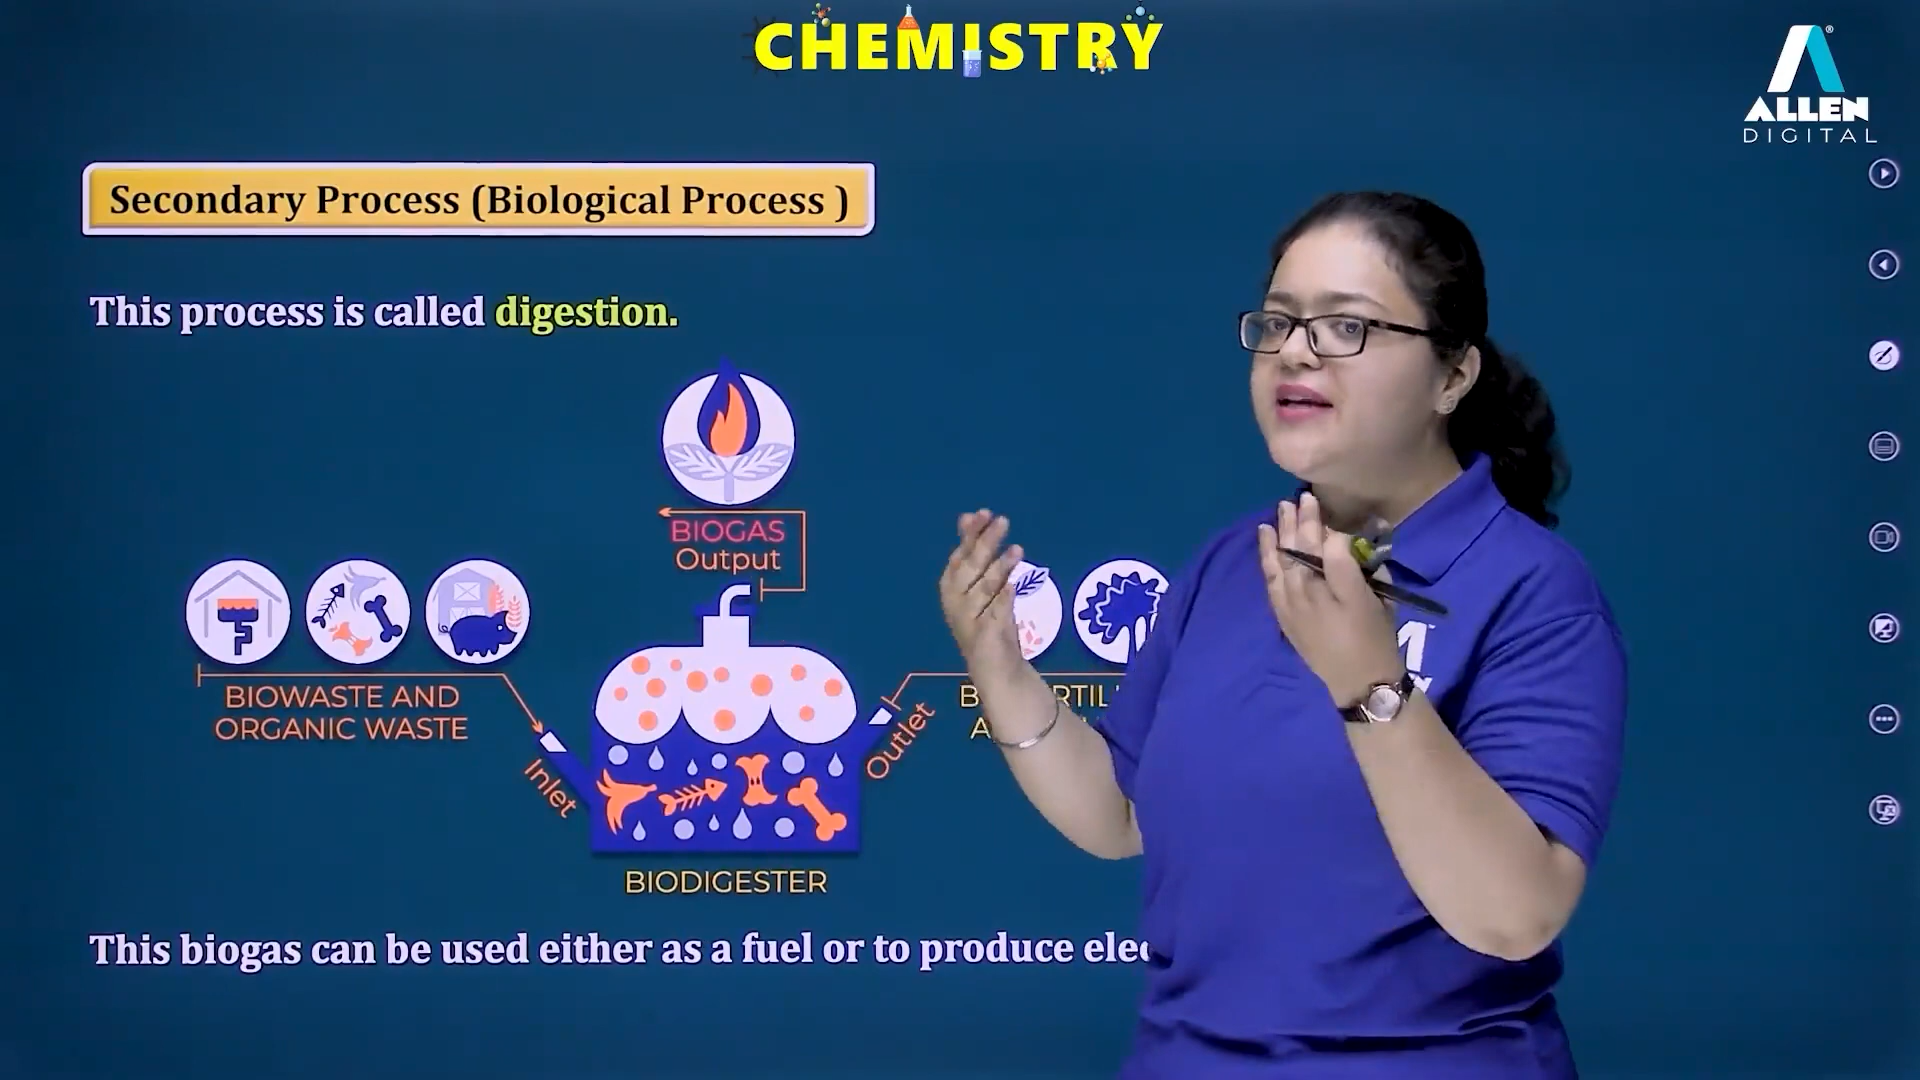 CHEMISTRY
ALLEN
DIGITAL
Secondary Process (Biological Process )
This process is called digestion.
BIOGAS
Output
BIOWASTE AND
ORGANIC WASTE
Inlet
Outlet
BIODIGESTER
This biogas can be used either as a fuel or to produce